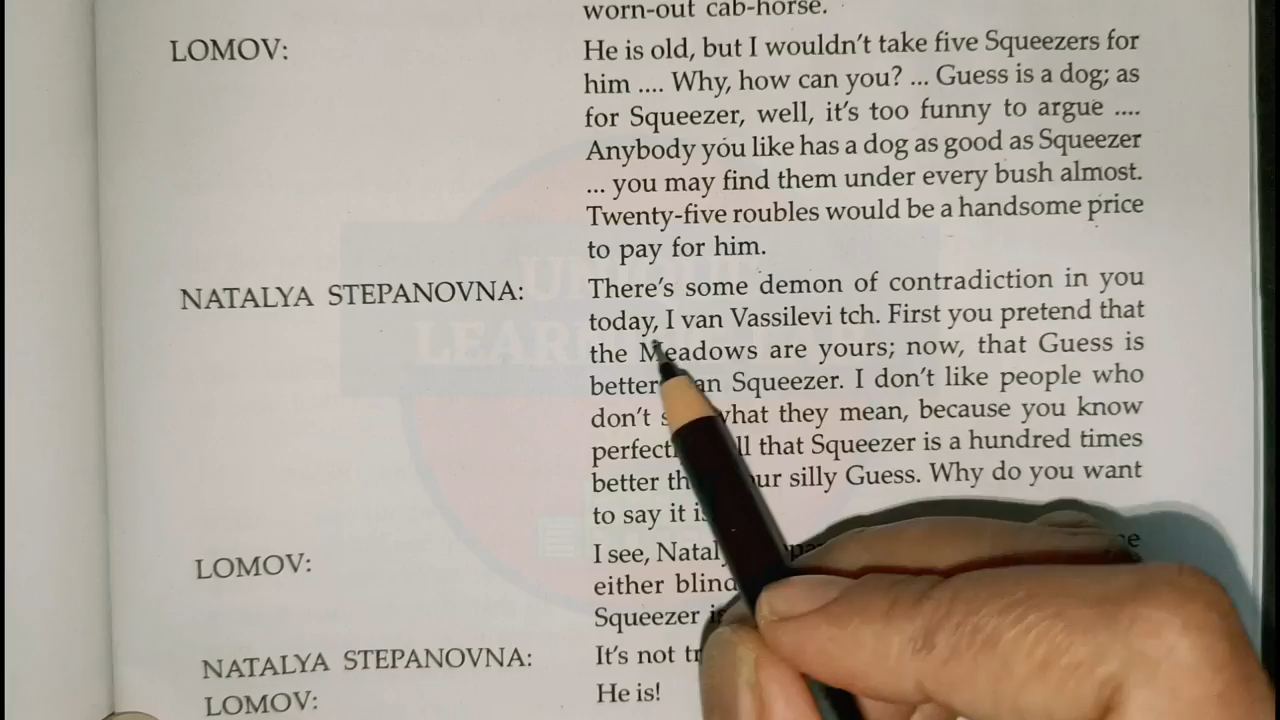 worn-out cab-horse.
LOMOV: He is old, but I wouldn't take five Squeezers for
him .... Why, how can you? ... Guess is a dog; as
for Squeezer, well, it's too funny to argue ....
Anybody you like has a dog as good as Squeezer
... you may find them under every bush almost.
Twenty-five roubles would be a handsome price
to pay for him.
NATALYA STEPANOVNA: There's some demon of contradiction in you
today, I van Vassilevi tch. First you pretend that
the Meadows are yours; now, that Guess is
better an Squeezer. I don't like people who
don't what they mean, because you know
ll that Squeezer is a hundred times
better ur silly Guess. Why do you want
to say it
LOMOV: I see,
either blind
Squeezer
NATALYA STEPANOVNA: It's not
LOMOV: He is!